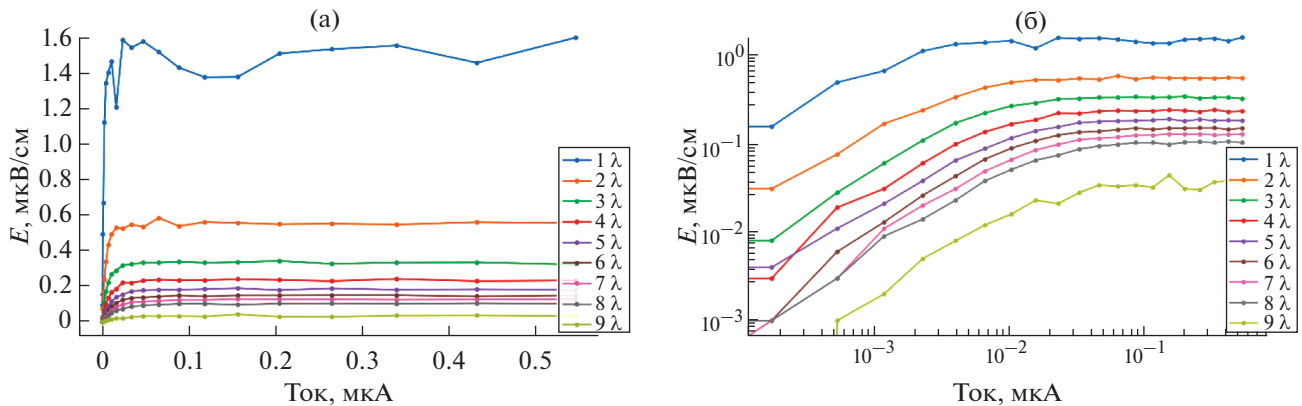 (а)
1.6
1.4
1.2
1.0
0.8
0.6
0.4
0.2
0
E, мкВ/см
0 0.1 0.2 0.3 0.4 0.5
Ток, мкА
1 λ
2 λ
3 λ
4 λ
5 λ
6 λ
7 λ
8 λ
9 λ
(б)
10⁰
10⁻¹
10⁻²
10⁻³
E, мкВ/см
10⁻³ 10⁻² 10⁻¹
Ток, мкА
1 λ
2 λ
3 λ
4 λ
5 λ
6 λ
7 λ
8 λ
9 λ